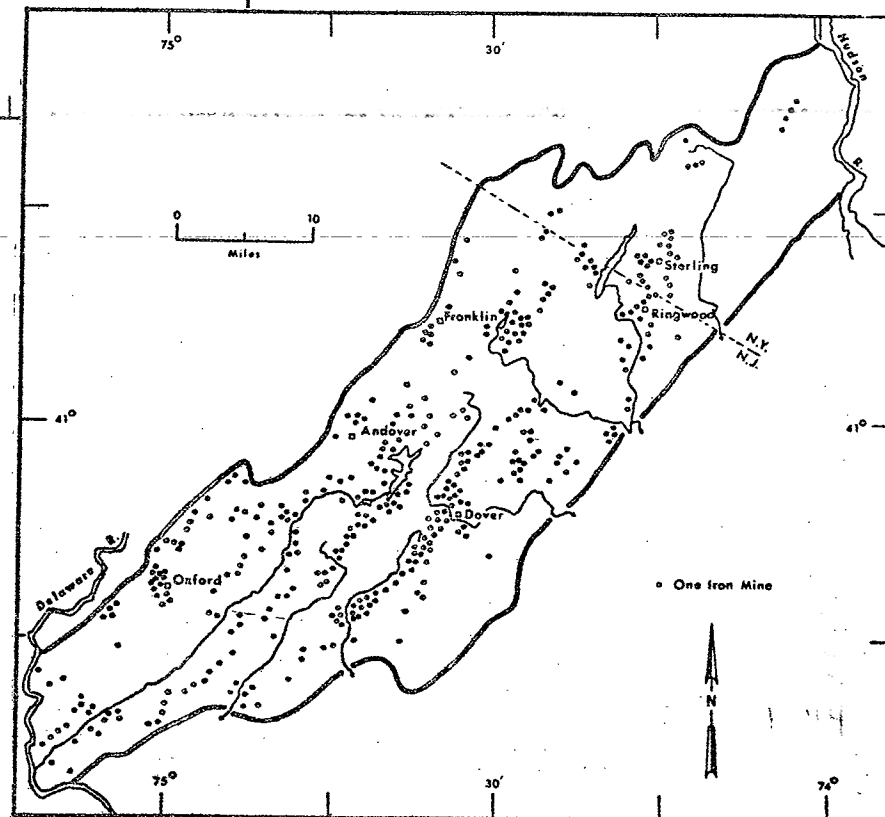 75°
30′
Hudson
R.
0
10
Miles
Sterling
Franklin
Ringwood
N.Y.
N.J.
41°
41°
Andover
Dover
Delaware R.
Oxford
One Iron Mine
N
75°
30′
74°